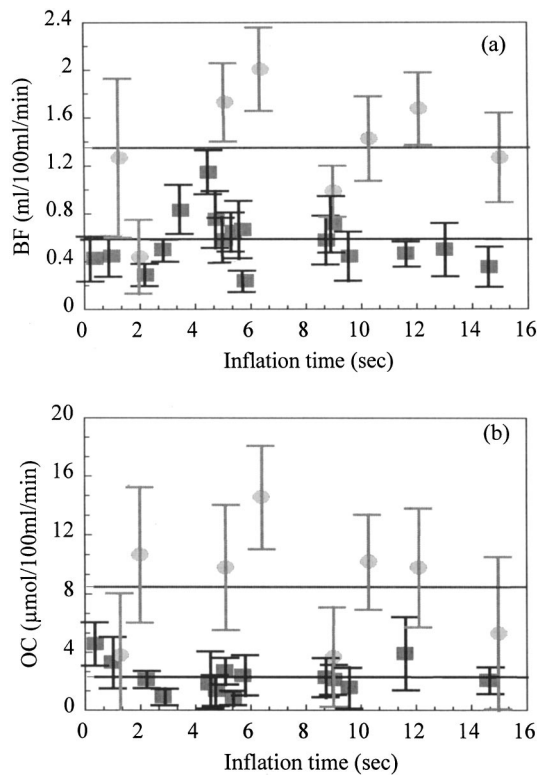 (a)
BF (ml/100ml/min)
2.4
2
1.6
1.2
0.8
0.4
0
0 2 4 6 8 10 12 14 16
Inflation time (sec)
(b)
OC (μmol/100ml/min)
20
16
12
8
4
0
0 2 4 6 8 10 12 14 16
Inflation time (sec)